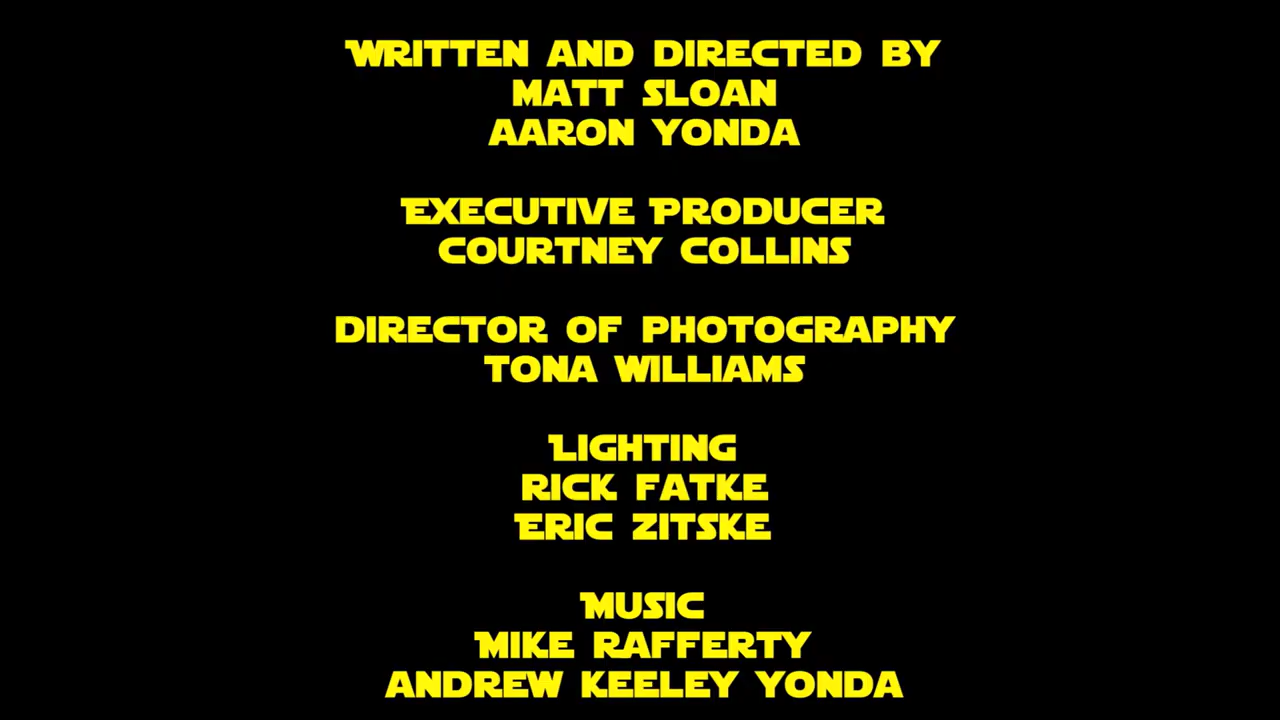 Written and directed by
Matt Sloan
Aaron Yonda
Executive Producer
Courtney Collins
Director of Photography
Tona Williams
Lighting
Rick Fatke
Eric Zitske
Music
Mike Rafferty
Andrew Keeley Yonda